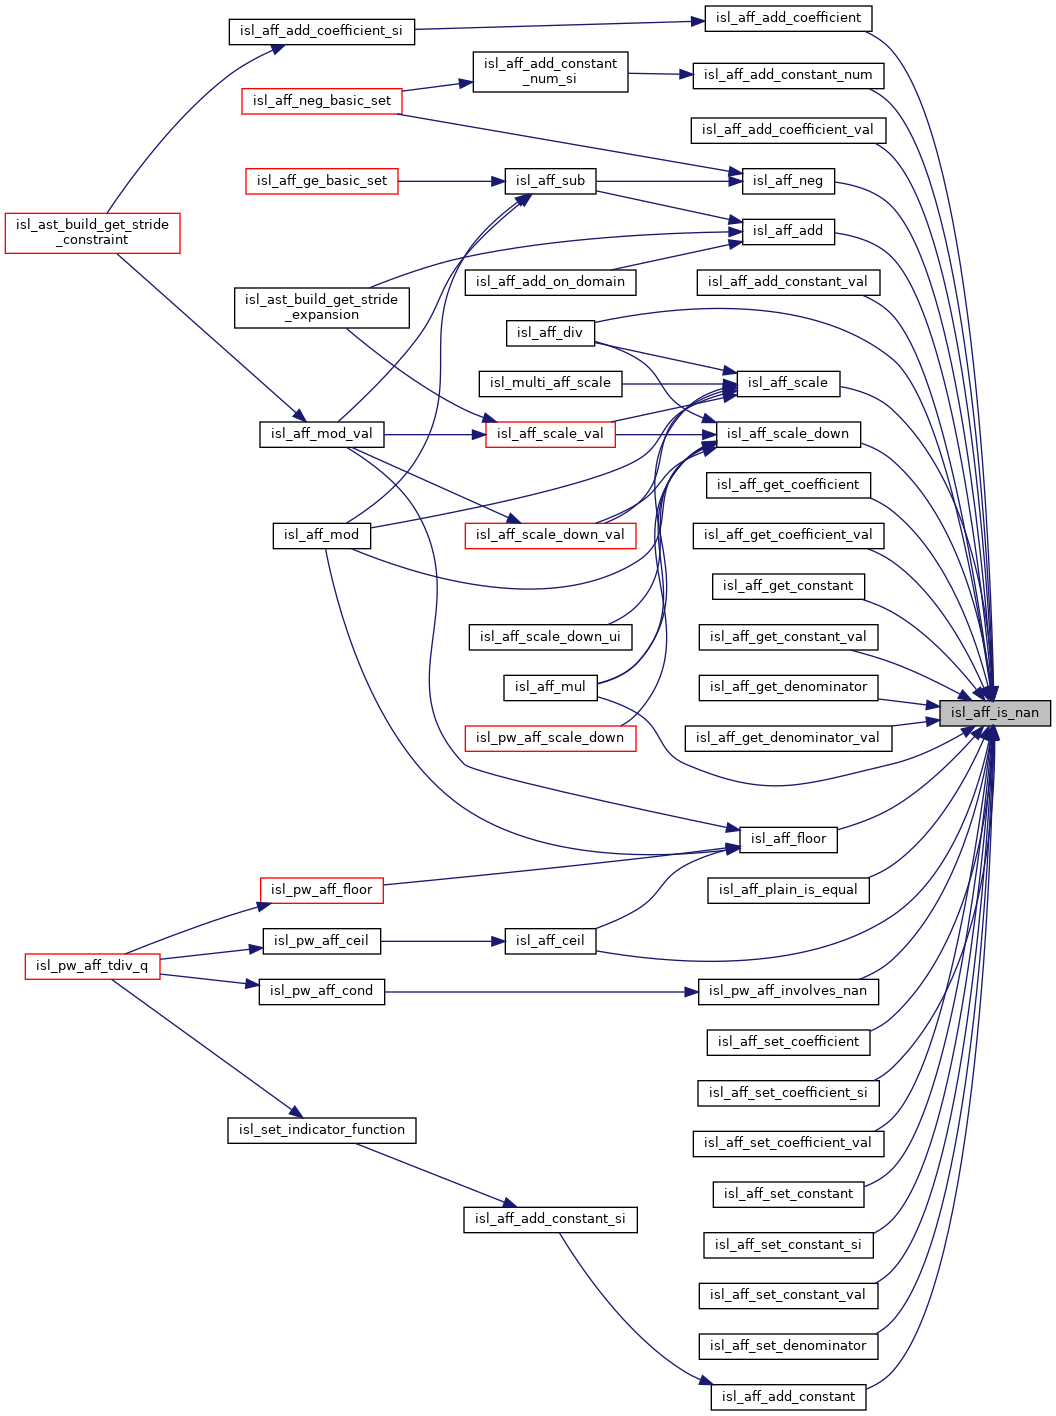 isl_aff_add_coefficient
isl_aff_add_coefficient_si
isl_aff_add_constant
_num_si
isl_aff_add_constant_num
isl_aff_neg_basic_set
isl_aff_add_coefficient_val
isl_aff_ge_basic_set
isl_aff_sub
isl_aff_neg
isl_ast_build_get_stride
_constraint
isl_aff_add
isl_aff_add_on_domain
isl_aff_add_constant_val
isl_ast_build_get_stride
_expansion
isl_aff_div
isl_multi_aff_scale
isl_aff_scale
isl_aff_mod_val
isl_aff_scale_val
isl_aff_scale_down
isl_aff_get_coefficient
isl_aff_mod
isl_aff_scale_down_val
isl_aff_get_coefficient_val
isl_aff_get_constant
isl_aff_scale_down_ui
isl_aff_get_constant_val
isl_aff_mul
isl_aff_get_denominator
isl_aff_is_nan
isl_pw_aff_scale_down
isl_aff_get_denominator_val
isl_aff_floor
isl_pw_aff_floor
isl_aff_plain_is_equal
isl_pw_aff_ceil
isl_aff_ceil
isl_pw_aff_tdiv_q
isl_pw_aff_cond
isl_pw_aff_involves_nan
isl_aff_set_coefficient
isl_aff_set_coefficient_si
isl_set_indicator_function
isl_aff_set_coefficient_val
isl_aff_set_constant
isl_aff_add_constant_si
isl_aff_set_constant_si
isl_aff_set_constant_val
isl_aff_set_denominator
isl_aff_add_constant